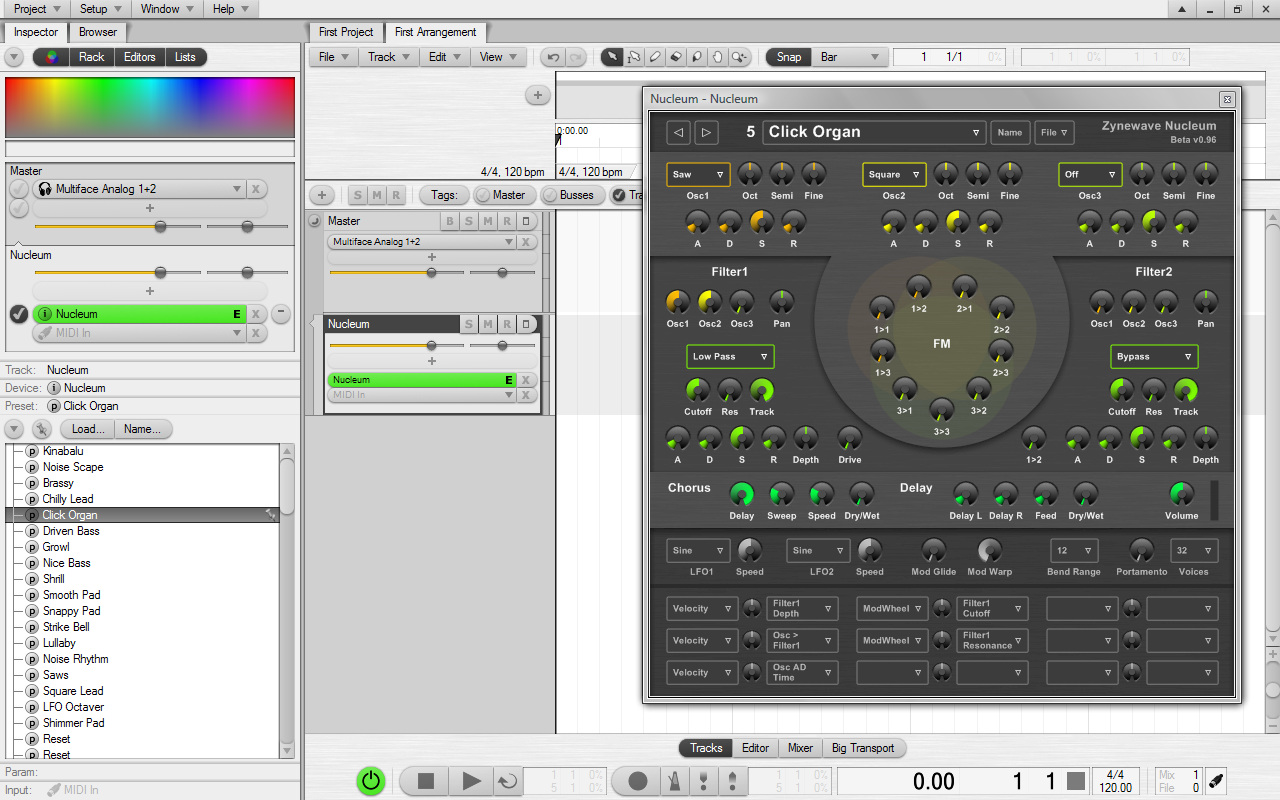 Project Setup Window Help
Inspector Browser
Rack Editors Lists
Master
Multiface Analog 1+2 X
Nucleum
Nucleum E X
MIDI In X
Track: Nucleum
Device: i Nucleum
Preset: p Click Organ
Load... Name...
p Kinabalu
p Noise Scape
p Brassy
p Chilly Lead
p Click Organ
p Driven Bass
p Growl
p Nice Bass
p Shrill
p Smooth Pad
p Snappy Pad
p Strike Bell
p Lullaby
p Noise Rhythm
p Saws
p Square Lead
p LFO Octaver
p Shimmer Pad
p Reset
p Reset
Param:
Input: MIDI In
First Project First Arrangement
File Track Edit View Snap Bar 1 1/1 0% 1 1 0% 1 1 0%
0:00.00
4/4, 120 bpm 4/4, 120 bpm
S M R Tags: Master Busses Tra
Master B S M R
Multiface Analog 1+2 X
Nucleum S M R
Nucleum E X
MIDI In X
Nucleum - Nucleum
5 Click Organ Name File
Zynewave Nucleum
Beta v0.96
Saw Square Off
Osc1 Oct Semi Fine Osc2 Oct Semi Fine Osc3 Oct Semi Fine
A D S R A D S R A D S R
Filter1 Filter2
Osc1 Osc2 Osc3 Pan Osc1 Osc2 Osc3 Pan
1>2 2>1
1>1 2>2
FM
1>3 2>3
3>1 3>2
3>3
Low Pass Bypass
Cutoff Res Track Cutoff Res Track
A D S R Depth Drive 1>2 A D S R Depth
Chorus Delay
Delay Sweep Speed Dry/Wet Delay L Delay R Feed Dry/Wet Volume
Sine Sine 12 32
LFO1 Speed LFO2 Speed Mod Glide Mod Warp Bend Range Portamento Voices
Velocity Filter1 Depth ModWheel Filter1 Cutoff
Velocity Osc > Filter1 ModWheel Filter1 Resonance
Velocity Osc AD Time
Tracks Editor Mixer Big Transport
1 1 0%
5 1 0%
1 1 0%
5 1 0%
0.00 1 1
4/4
120.00
Mix 1
File 0